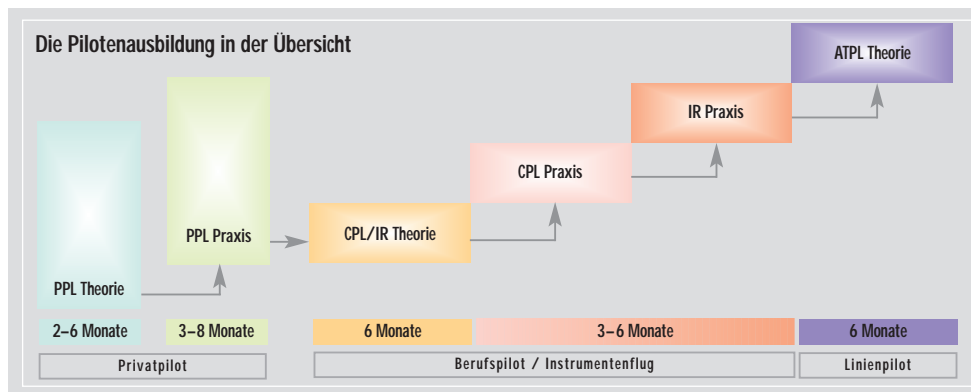 Die Pilotenausbildung in der Übersicht
ATPL Theorie
IR Praxis
CPL Praxis
CPL/IR Theorie
PPL Praxis
PPL Theorie
2–6 Monate
3–8 Monate
6 Monate
3–6 Monate
6 Monate
Privatpilot
Berufspilot / Instrumentenflug
Linienpilot